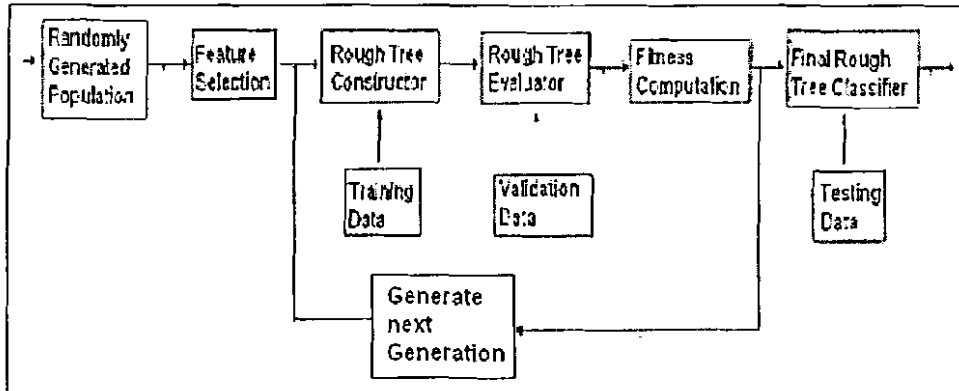 Randomly
Generated
Population
Feature
Selection
Rough Tree
Constructor
Rough Tree
Evaluator
Fitness
Computation
Final Rough
Tree Classifier
Training
Data
Validation
Data
Testing
Data
Generate
next
Generation